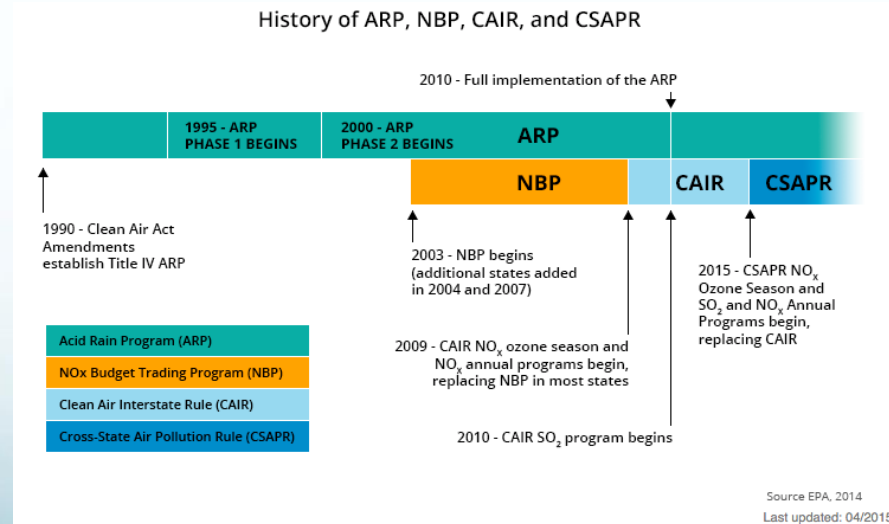 History of ARP, NBP, CAIR, and CSAPR
2010 - Full implementation of the ARP
1995 - ARP
PHASE 1 BEGINS
2000 - ARP
PHASE 2 BEGINS
ARP
NBP
CAIR
CSAPR
1990 - Clean Air Act
Amendments
establish Title IV ARP
2003 - NBP begins
(additional states added
in 2004 and 2007)
2015 - CSAPR NOₓ
Ozone Season and
SO₂ and NOₓ Annual
Programs begin,
replacing CAIR
2009 - CAIR NOₓ ozone season and
NOₓ annual programs begin,
replacing NBP in most states
2010 - CAIR SO₂ program begins
Acid Rain Program (ARP)
NOx Budget Trading Program (NBP)
Clean Air Interstate Rule (CAIR)
Cross-State Air Pollution Rule (CSAPR)
Source EPA, 2014
Last updated: 04/2015